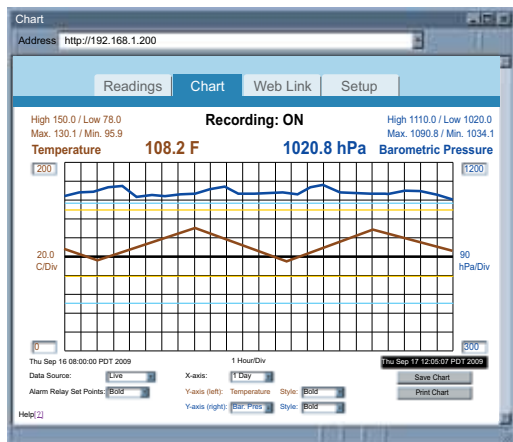 Chart
Address http://192.168.1.200
Readings Chart Web Link Setup
High 150.0 / Low 78.0 Recording: ON High 1110.0 / Low 1020.0
Max. 130.1 / Min. 95.9 Max. 1090.8 / Min. 1034.1
Temperature 108.2 F 1020.8 hPa Barometric Pressure
200 1200
20.0 90
C/Div hPa/Div
0 300
Thu Sep 16 08:00:00 PDT 2009 1 Hour/Div Thu Sep 17 12:05:07 PDT 2009
Data Source: Live X-axis: 1 Day Save Chart
Alarm Relay Set Points: Bold Y-axis (left): Temperature Style: Bold Print Chart
Y-axis (right): Bar. Pres Style: Bold
Help[?]